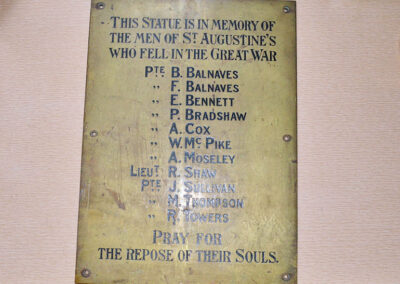 THIS STATUE IS IN MEMORY OF
THE MEN OF ST AUGUSTINE'S
WHO FELL IN THE GREAT WAR
PTE B. BALNAVES
" F. BALNAVES
" E. BENNETT
" P. BRADSHAW
" A. COX
" W. MC PIKE
" A. MOSELEY
LIEUT R. SHAW
PTE J. SULLIVAN
" M. THOMPSON
" R. TOWERS
PRAY FOR
THE REPOSE OF THEIR SOULS.